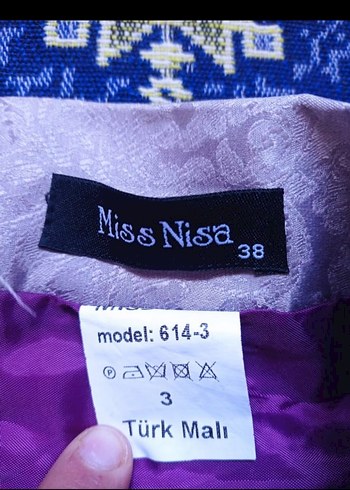 Miss Nisa
38
model: 614-3
P
3
Türk Malı